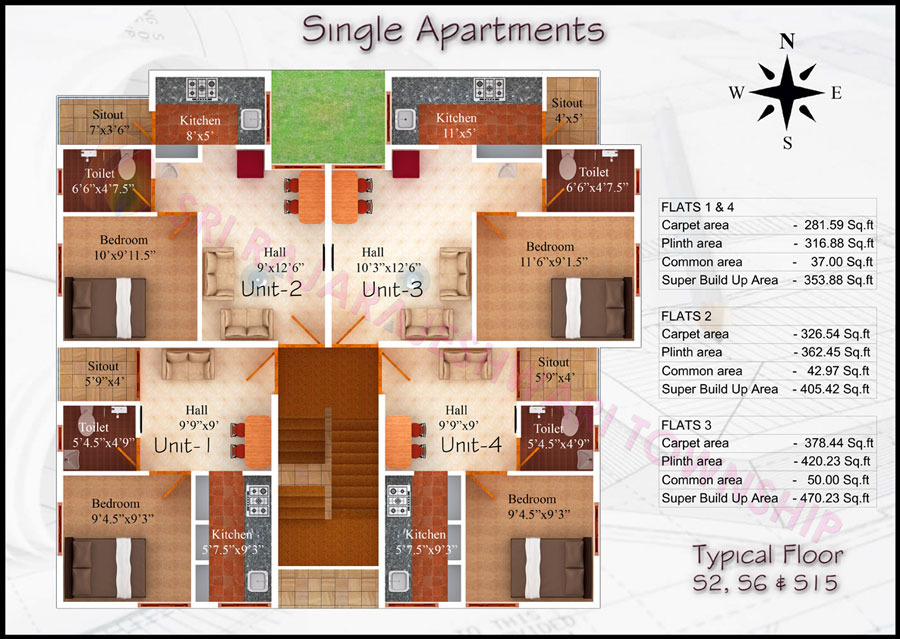 Single Apartments
N
W E
S
Sitout
7'x3'6"
Kitchen
8'x5'
Kitchen
11'x5'
Sitout
4'x5'
Toilet
6'6"x4'7.5"
Toilet
6'6"x4'7.5"
Bedroom
10'x9'11.5"
Hall
9'x12'6"
Unit-2
Hall
10'3"x12'6"
Unit-3
Bedroom
11'6"x9'1.5"
Sitout
5'9"x4'
Hall
9'9"x9'
Unit-1
Toilet
5'4.5"x4'9"
Hall
9'9"x9'
Unit-4
Sitout
5'9"x4'
Toilet
5'4.5"x4'9"
Bedroom
9'4.5"x9'3"
Kitchen
5'7.5"x9'3"
Kitchen
5'7.5"x9'3"
Bedroom
9'4.5"x9'3"
FLATS 1 & 4
Carpet area - 281.59 Sq.ft
Plinth area - 316.88 Sq.ft
Common area - 37.00 Sq.ft
Super Build Up Area - 353.88 Sq.ft
FLATS 2
Carpet area - 326.54 Sq.ft
Plinth area - 362.45 Sq.ft
Common area - 42.97 Sq.ft
Super Build Up Area - 405.42 Sq.ft
FLATS 3
Carpet area - 378.44 Sq.ft
Plinth area - 420.23 Sq.ft
Common area - 50.00 Sq.ft
Super Build Up Area - 470.23 Sq.ft
Typical Floor
S2, S6 & S15
SRI TOWNSHIP